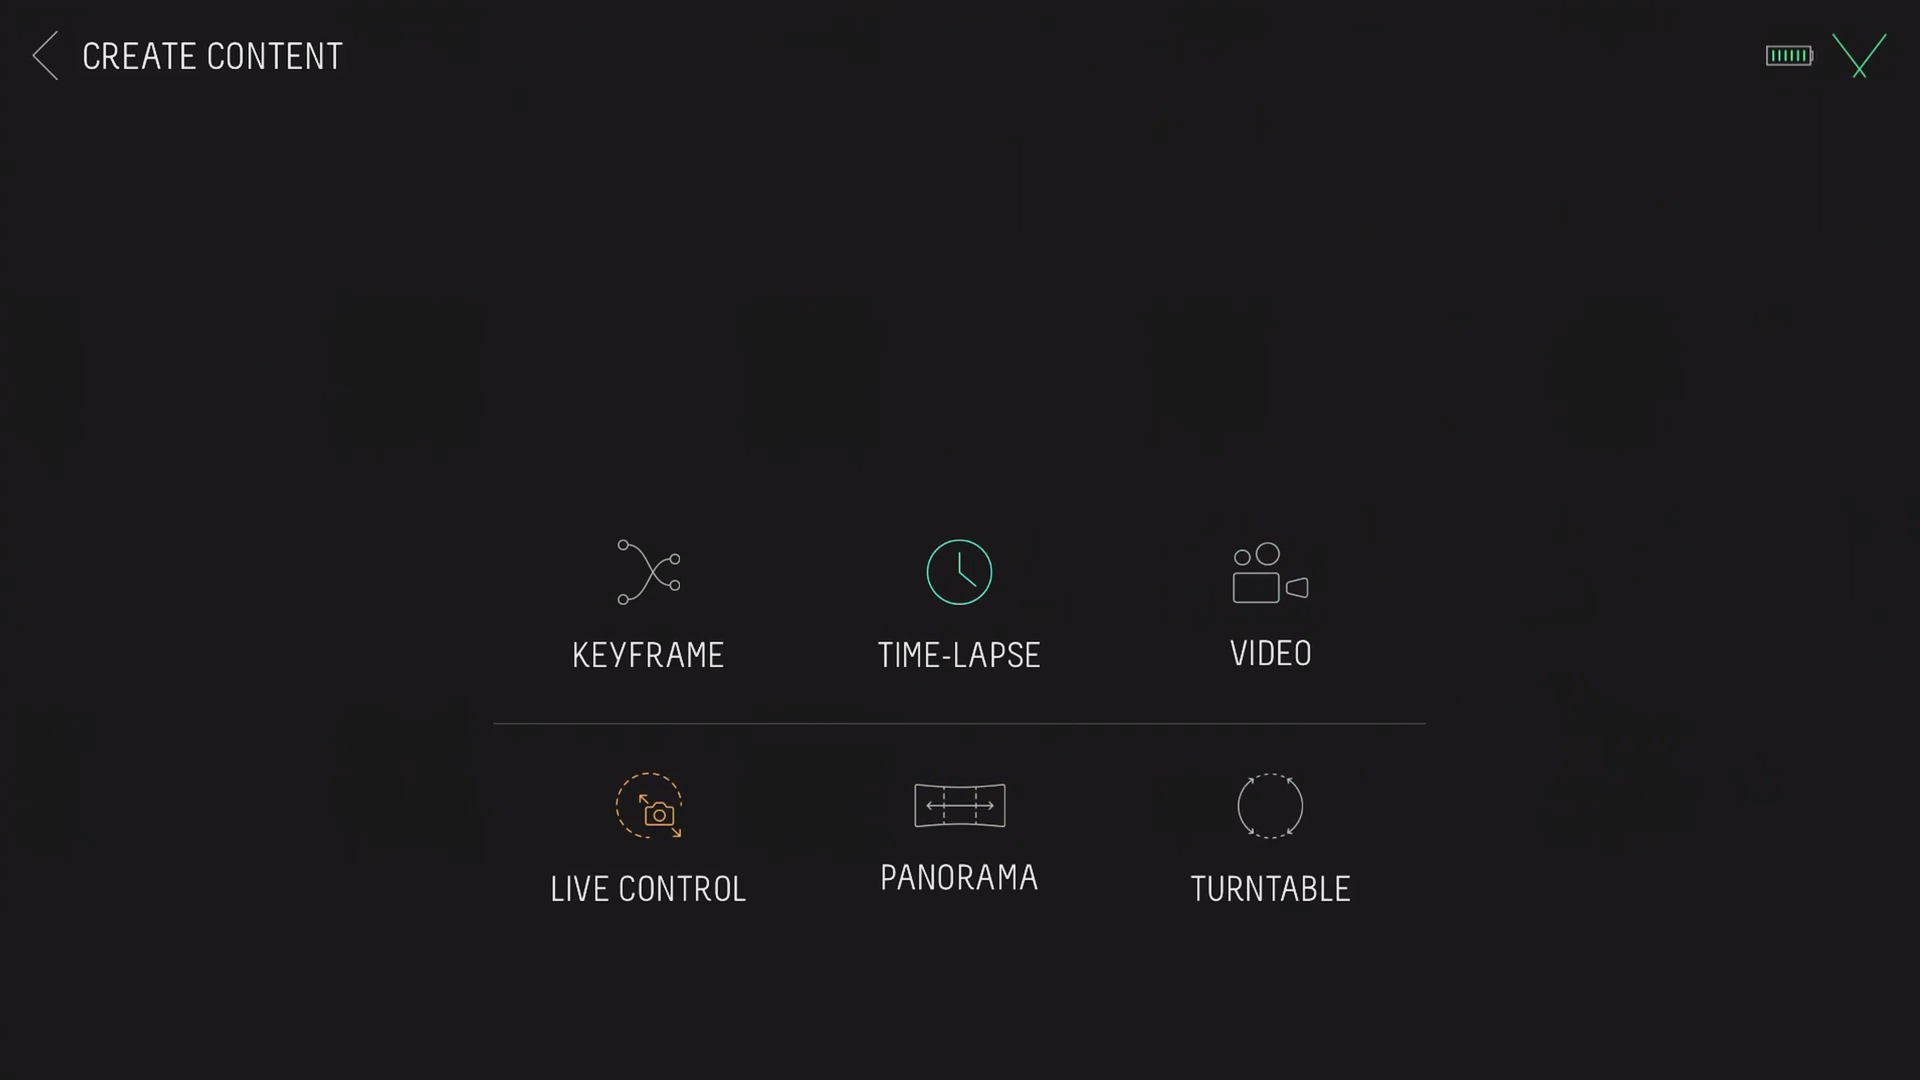 CREATE CONTENT
KEYFRAME
TIME-LAPSE
VIDEO
LIVE CONTROL
PANORAMA
TURNTABLE